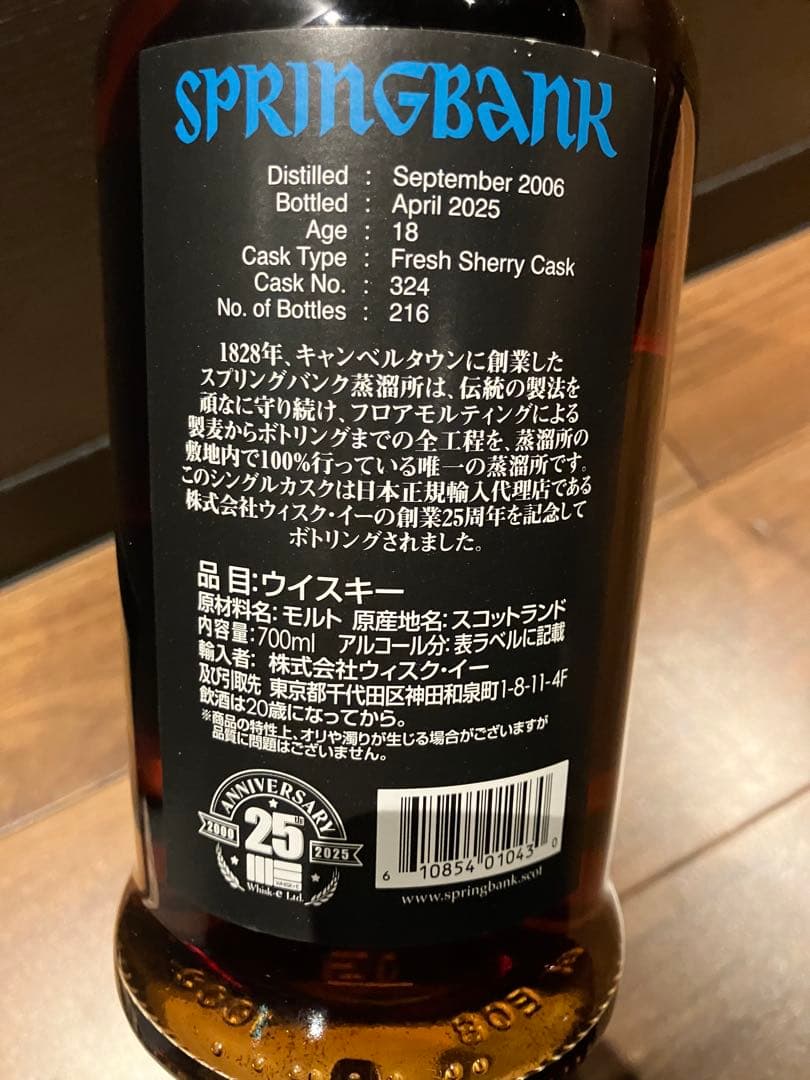 SPRINGBANK
Distilled : September 2006
Bottled : April 2025
Age : 18
Cask Type : Fresh Sherry Cask
Cask No. : 324
No. of Bottles : 216
1828年、キャンベルタウンに創業した
スプリングバンク蒸溜所は、伝統の製法を
頑なに守り続け、フロアモルティングによる
製麦からボトリングまでの全工程を、蒸溜所の
敷地内で100%行っている唯一の蒸溜所です。
このシングルカスクは日本正規輸入代理店である
株式会社ウィスク・イーの創業25周年を記念して
ボトリングされました。
品目:ウイスキー
原材料名:モルト 原産地名:スコットランド
内容量:700ml アルコール分:表ラベルに記載
輸入者: 株式会社ウィスク・イー
及び引取先 東京都千代田区神田和泉町1-8-11-4F
飲酒は20歳になってから。
※商品の特性上、オリや濁りが生じる場合がございますが
品質に問題はございません。
ANNIVERSARY
2000 25th 2025
WHISK-E
Whisk-e Ltd.
6 10854 01043 0
www.springbank.scot